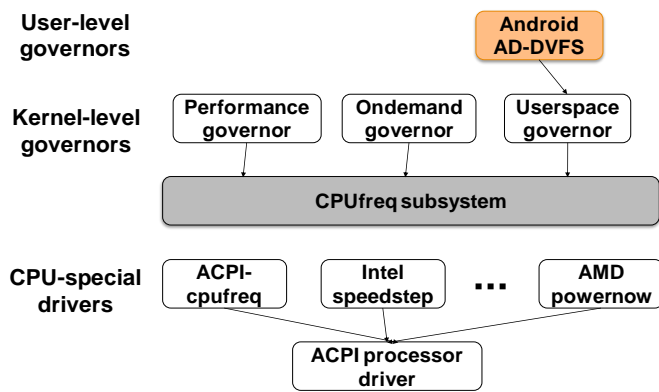 User-level
governors
Android
AD-DVFS
Kernel-level
governors
Performance
governor
Ondemand
governor
Userspace
governor
CPUfreq subsystem
CPU-special
drivers
ACPI-
cpufreq
Intel
speedstep
...
AMD
powernow
ACPI processor
driver